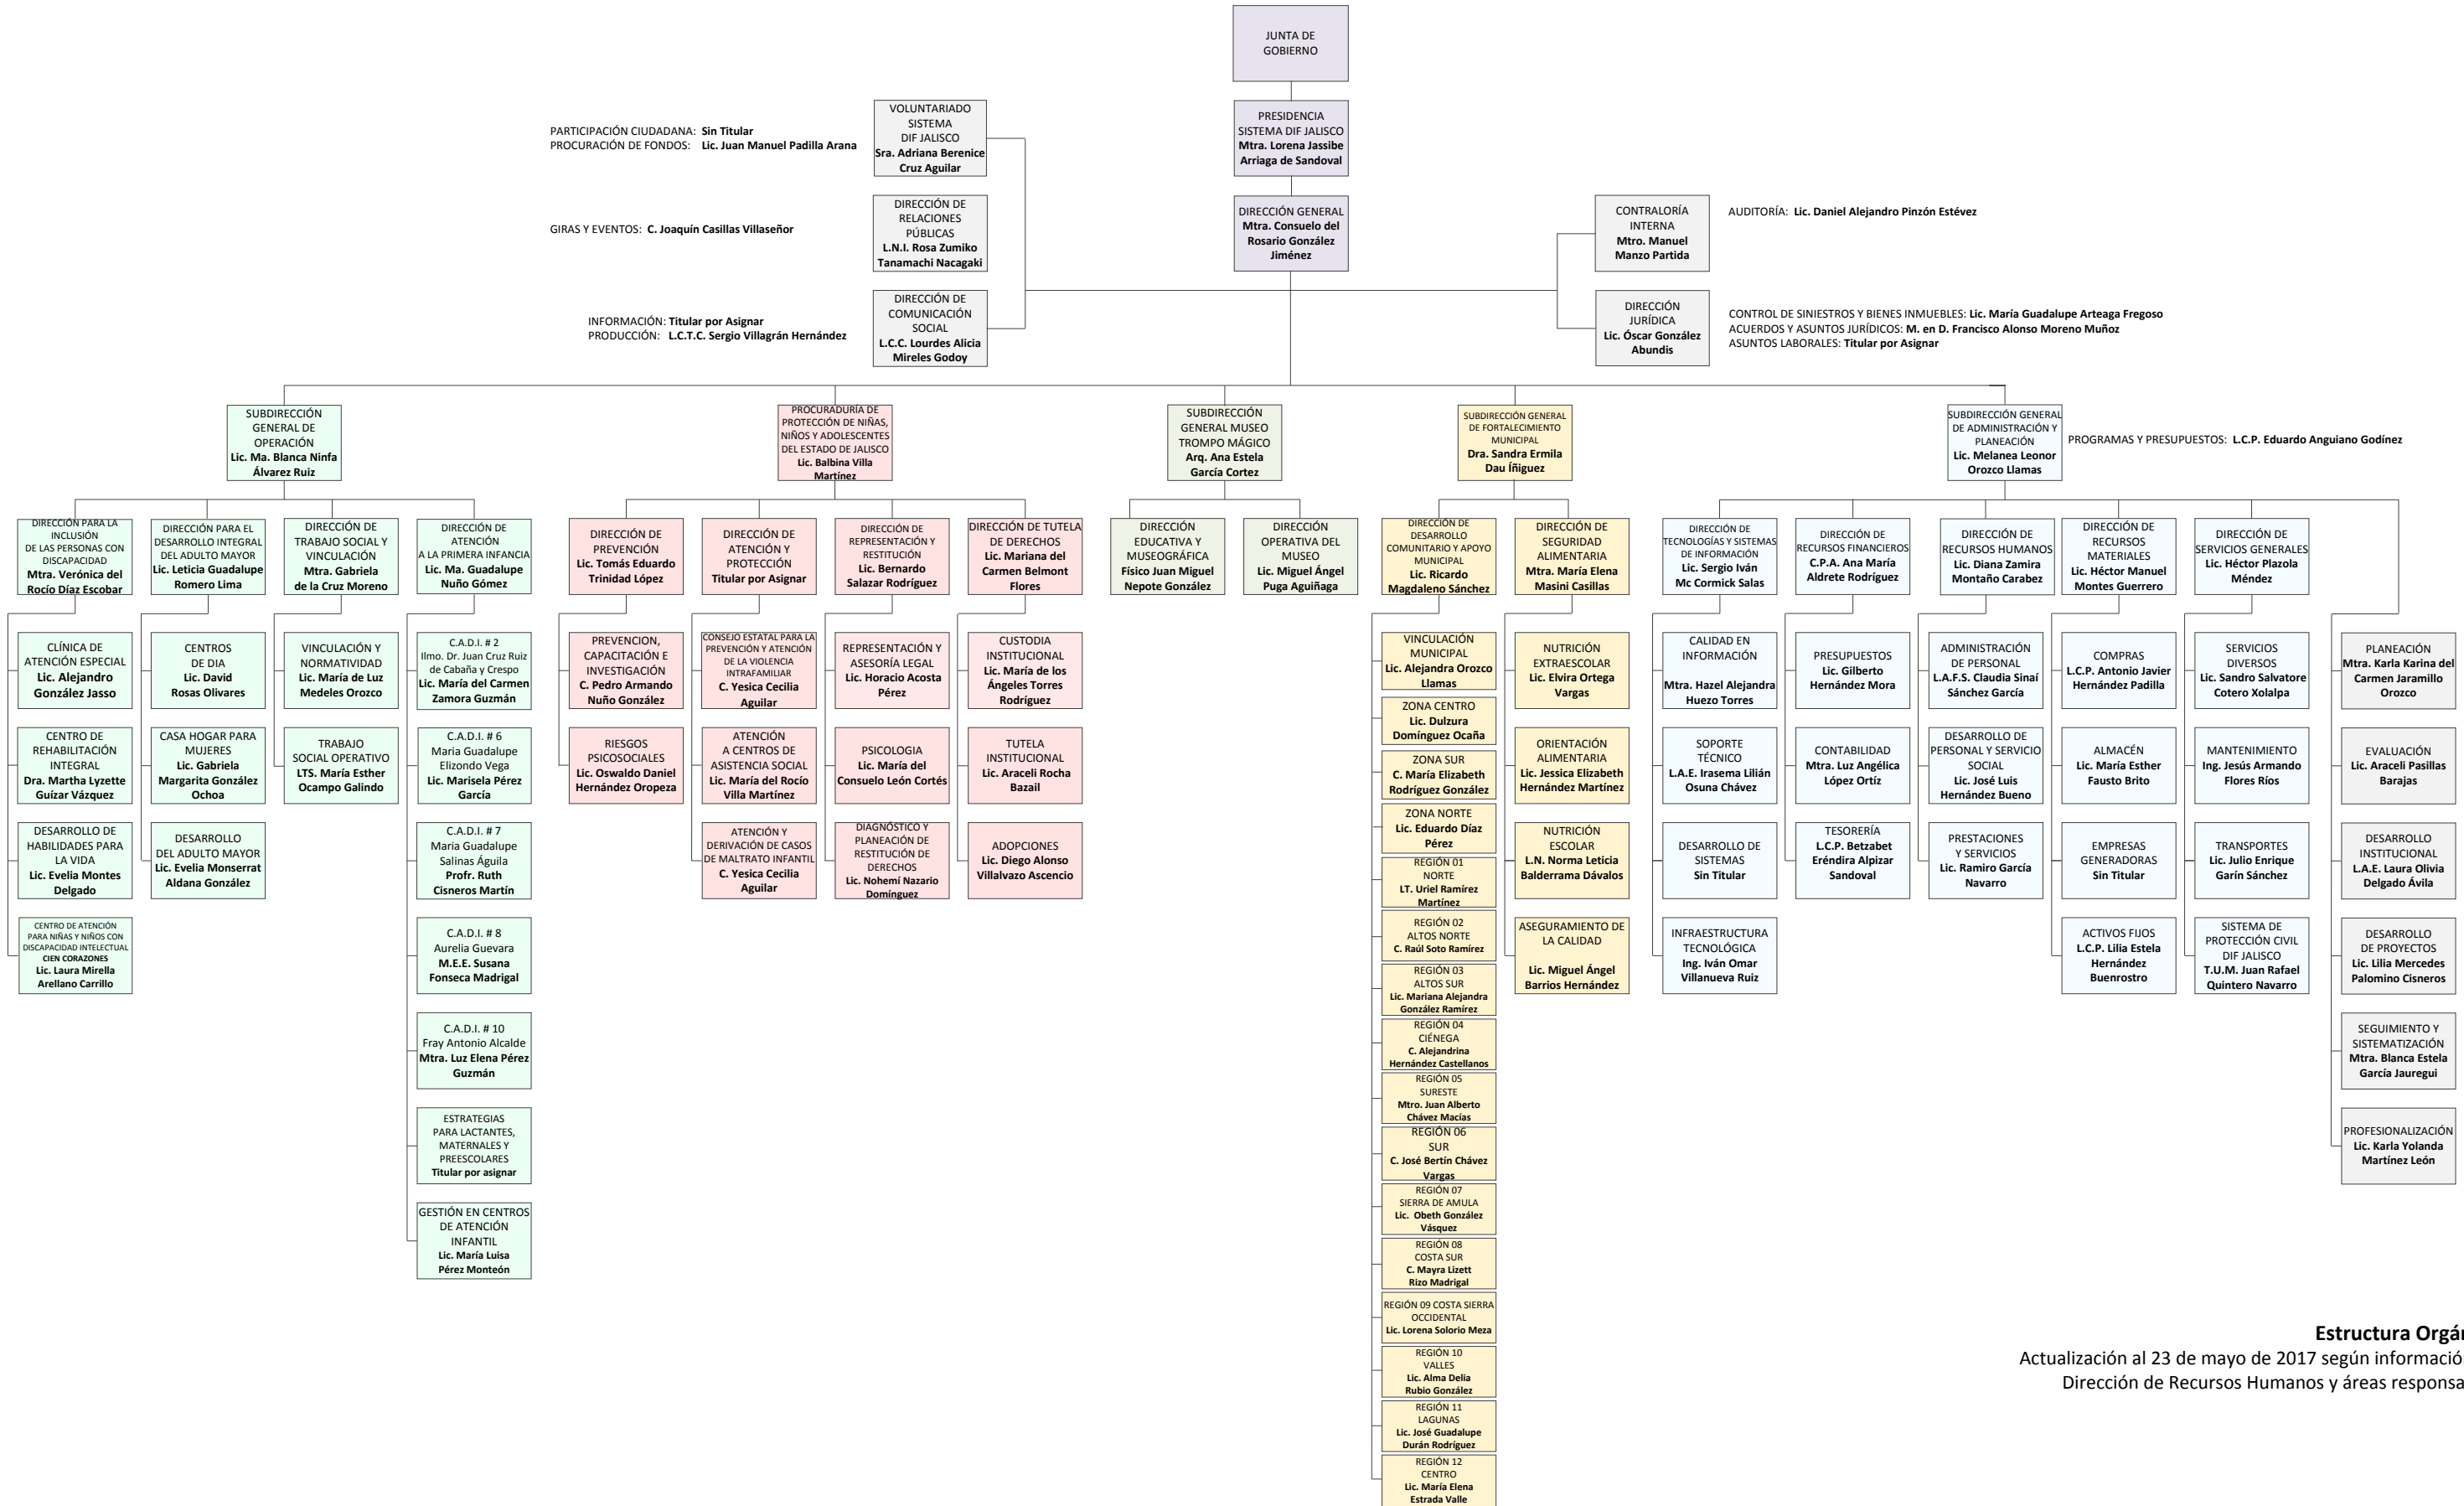 JUNTA DE
GOBIERNO
PRESIDENCIA
SISTEMA DIF JALISCO
Mtra. Lorena Jassibe
Arriaga de Sandoval
DIRECCIÓN GENERAL
Mtra. Consuelo del
Rosario González
Jiménez
PARTICIPACIÓN CIUDADANA: Sin Titular
PROCURACIÓN DE FONDOS: Lic. Juan Manuel Padilla Arana
VOLUNTARIADO
SISTEMA
DIF JALISCO
Sra. Adriana Berenice
Cruz Aguilar
GIRAS Y EVENTOS: C. Joaquín Casillas Villaseñor
DIRECCIÓN DE
RELACIONES
PÚBLICAS
L.N.I. Rosa Zumiko
Tanamachi Nacagaki
INFORMACIÓN: Titular por Asignar
PRODUCCIÓN: L.C.T.C. Sergio Villagrán Hernández
DIRECCIÓN DE
COMUNICACIÓN
SOCIAL
L.C.C. Lourdes Alicia
Mireles Godoy
CONTRALORÍA
INTERNA
Mtro. Manuel
Manzo Partida
AUDITORÍA: Lic. Daniel Alejandro Pinzón Estévez
DIRECCIÓN
JURÍDICA
Lic. Óscar González
Abundis
CONTROL DE SINIESTROS Y BIENES INMUEBLES: Lic. María Guadalupe Arteaga Fregoso
ACUERDOS Y ASUNTOS JURÍDICOS: M. en D. Francisco Alonso Moreno Muñoz
ASUNTOS LABORALES: Titular por Asignar
SUBDIRECCIÓN
GENERAL DE
OPERACIÓN
Lic. Ma. Blanca Ninfa
Álvarez Ruiz
PROCURADURÍA DE
PROTECCIÓN DE NIÑAS,
NIÑOS Y ADOLESCENTES
DEL ESTADO DE JALISCO
Lic. Balbina Villa
Martínez
SUBDIRECCIÓN
GENERAL MUSEO
TROMPO MÁGICO
Arq. Ana Estela
García Cortez
SUBDIRECCIÓN GENERAL
DE FORTALECIMIENTO
MUNICIPAL
Dra. Sandra Ermila
Dau Íñiguez
SUBDIRECCIÓN GENERAL
DE ADMINISTRACIÓN Y
PLANEACIÓN
Lic. Melanea Leonor
Orozco Llamas
PROGRAMAS Y PRESUPUESTOS: L.C.P. Eduardo Anguiano Godínez
DIRECCIÓN PARA LA
INCLUSIÓN
DE LAS PERSONAS CON
DISCAPACIDAD
Mtra. Verónica del
Rocío Díaz Escobar
DIRECCIÓN PARA EL
DESARROLLO INTEGRAL
DEL ADULTO MAYOR
Lic. Leticia Guadalupe
Romero Lima
DIRECCIÓN DE
TRABAJO SOCIAL Y
VINCULACIÓN
Mtra. Gabriela
de la Cruz Moreno
DIRECCIÓN DE
ATENCIÓN
A LA PRIMERA INFANCIA
Lic. Ma. Guadalupe
Nuño Gómez
DIRECCIÓN DE
PREVENCIÓN
Lic. Tomás Eduardo
Trinidad López
DIRECCIÓN DE
ATENCIÓN Y
PROTECCIÓN
Titular por Asignar
DIRECCIÓN DE
REPRESENTACIÓN Y
RESTITUCIÓN
Lic. Bernardo
Salazar Rodríguez
DIRECCIÓN DE TUTELA
DE DERECHOS
Lic. Mariana del
Carmen Belmont
Flores
DIRECCIÓN
EDUCATIVA Y
MUSEOGRÁFICA
Físico Juan Miguel
Nepote González
DIRECCIÓN
OPERATIVA DEL
MUSEO
Lic. Miguel Ángel
Puga Aguiñaga
DIRECCIÓN DE
DESARROLLO
COMUNITARIO Y APOYO
MUNICIPAL
Lic. Ricardo
Magdaleno Sánchez
DIRECCIÓN DE
SEGURIDAD
ALIMENTARIA
Mtra. María Elena
Masini Casillas
DIRECCIÓN DE
TECNOLOGÍAS Y SISTEMAS
DE INFORMACIÓN
Lic. Sergio Iván
Mc Cormick Salas
DIRECCIÓN DE
RECURSOS FINANCIEROS
C.P.A. Ana María
Aldrete Rodríguez
DIRECCIÓN DE
RECURSOS HUMANOS
Lic. Diana Zamira
Montaño Carabez
DIRECCIÓN DE
RECURSOS
MATERIALES
Lic. Héctor Manuel
Montes Guerrero
DIRECCIÓN DE
SERVICIOS GENERALES
Lic. Héctor Plazola
Méndez
CLÍNICA DE
ATENCIÓN ESPECIAL
Lic. Alejandro
González Jasso
CENTRO DE
REHABILITACIÓN
INTEGRAL
Dra. Martha Lyzette
Guízar Vázquez
DESARROLLO DE
HABILIDADES PARA
LA VIDA
Lic. Evelia Montes
Delgado
CENTRO DE ATENCIÓN
PARA NIÑAS Y NIÑOS CON
DISCAPACIDAD INTELECTUAL
CIEN CORAZONES
Lic. Laura Mirella
Arellano Carrillo
CENTROS
DE DIA
Lic. David
Rosas Olivares
CASA HOGAR PARA
MUJERES
Lic. Gabriela
Margarita González
Ochoa
DESARROLLO
DEL ADULTO MAYOR
Lic. Evelia Monserrat
Aldana González
VINCULACIÓN Y
NORMATIVIDAD
Lic. María de Luz
Medeles Orozco
TRABAJO
SOCIAL OPERATIVO
LTS. María Esther
Ocampo Galindo
C.A.D.I. # 2
Ilmo. Dr. Juan Cruz Ruiz
de Cabaña y Crespo
Lic. María del Carmen
Zamora Guzmán
C.A.D.I. # 6
Maria Guadalupe
Elizondo Vega
Lic. Marisela Pérez
García
C.A.D.I. # 7
Maria Guadalupe
Salinas Águila
Profr. Ruth
Cisneros Martín
C.A.D.I. # 8
Aurelia Guevara
M.E.E. Susana
Fonseca Madrigal
C.A.D.I. # 10
Fray Antonio Alcalde
Mtra. Luz Elena Pérez
Guzmán
ESTRATEGIAS
PARA LACTANTES,
MATERNALES Y
PREESCOLARES
Titular por asignar
GESTIÓN EN CENTROS
DE ATENCIÓN
INFANTIL
Lic. María Luisa
Pérez Monteón
PREVENCION,
CAPACITACIÓN E
INVESTIGACIÓN
C. Pedro Armando
Nuño González
RIESGOS
PSICOSOCIALES
Lic. Oswaldo Daniel
Hernández Oropeza
CONSEJO ESTATAL PARA LA
PREVENCIÓN Y ATENCIÓN
DE LA VIOLENCIA
INTRAFAMILIAR
C. Yesica Cecilia
Aguilar
ATENCIÓN
A CENTROS DE
ASISTENCIA SOCIAL
Lic. María del Rocío
Villa Martínez
ATENCIÓN Y
DERIVACIÓN DE CASOS
DE MALTRATO INFANTIL
C. Yesica Cecilia
Aguilar
REPRESENTACIÓN Y
ASESORÍA LEGAL
Lic. Horacio Acosta
Pérez
PSICOLOGIA
Lic. María del
Consuelo León Cortés
DIAGNÓSTICO Y
PLANEACIÓN DE
RESTITUCIÓN DE
DERECHOS
Lic. Nohemí Nazario
Domínguez
CUSTODIA
INSTITUCIONAL
Lic. María de los
Ángeles Torres
Rodríguez
TUTELA
INSTITUCIONAL
Lic. Araceli Rocha
Bazail
ADOPCIONES
Lic. Diego Alonso
Villalvazo Ascencio
VINCULACIÓN
MUNICIPAL
Lic. Alejandra Orozco
Llamas
ZONA CENTRO
Lic. Dulzura
Domínguez Ocaña
ZONA SUR
C. María Elizabeth
Rodríguez González
ZONA NORTE
Lic. Eduardo Díaz
Pérez
REGIÓN 01
NORTE
LT. Uriel Ramírez
Martínez
REGIÓN 02
ALTOS NORTE
C. Raúl Soto Ramírez
REGIÓN 03
ALTOS SUR
Lic. Mariana Alejandra
González Ramírez
REGIÓN 04
CIÉNEGA
C. Alejandrina
Hernández Castellanos
REGIÓN 05
SURESTE
Mtro. Juan Alberto
Chávez Macías
REGIÓN 06
SUR
C. José Bertín Chávez
Vargas
REGIÓN 07
SIERRA DE AMULA
Lic. Obeth González
Vásquez
REGIÓN 08
COSTA SUR
C. Mayra Lizett
Rizo Madrigal
REGIÓN 09 COSTA SIERRA
OCCIDENTAL
Lic. Lorena Solorio Meza
REGIÓN 10
VALLES
Lic. Alma Delia
Rubio González
REGIÓN 11
LAGUNAS
Lic. José Guadalupe
Durán Rodríguez
REGIÓN 12
CENTRO
Lic. María Elena
Estrada Valle
NUTRICIÓN
EXTRAESCOLAR
Lic. Elvira Ortega
Vargas
ORIENTACIÓN
ALIMENTARIA
Lic. Jessica Elizabeth
Hernández Martínez
NUTRICIÓN
ESCOLAR
L.N. Norma Leticia
Balderrama Dávalos
ASEGURAMIENTO DE
LA CALIDAD
Lic. Miguel Ángel
Barrios Hernández
CALIDAD EN
INFORMACIÓN
Mtra. Hazel Alejandra
Huezo Torres
SOPORTE
TÉCNICO
L.A.E. Irasema Lilián
Osuna Chávez
DESARROLLO DE
SISTEMAS
Sin Titular
INFRAESTRUCTURA
TECNOLÓGICA
Ing. Iván Omar
Villanueva Ruiz
PRESUPUESTOS
Lic. Gilberto
Hernández Mora
CONTABILIDAD
Mtra. Luz Angélica
López Ortíz
TESORERÍA
L.C.P. Betzabet
Eréndira Alpizar
Sandoval
ADMINISTRACIÓN
DE PERSONAL
L.A.F.S. Claudia Sinaí
Sánchez García
DESARROLLO DE
PERSONAL Y SERVICIO
SOCIAL
Lic. José Luis
Hernández Bueno
PRESTACIONES
Y SERVICIOS
Lic. Ramiro García
Navarro
COMPRAS
L.C.P. Antonio Javier
Hernández Padilla
ALMACÉN
Lic. María Esther
Fausto Brito
EMPRESAS
GENERADORAS
Sin Titular
ACTIVOS FIJOS
L.C.P. Lilia Estela
Hernández
Buenrostro
SERVICIOS
DIVERSOS
Lic. Sandro Salvatore
Cotero Xolalpa
MANTENIMIENTO
Ing. Jesús Armando
Flores Ríos
TRANSPORTES
Lic. Julio Enrique
Garín Sánchez
SISTEMA DE
PROTECCIÓN CIVIL
DIF JALISCO
T.U.M. Juan Rafael
Quintero Navarro
PLANEACIÓN
Mtra. Karla Karina del
Carmen Jaramillo
Orozco
EVALUACIÓN
Lic. Araceli Pasillas
Barajas
DESARROLLO
INSTITUCIONAL
L.A.E. Laura Olivia
Delgado Ávila
DESARROLLO
DE PROYECTOS
Lic. Lilia Mercedes
Palomino Cisneros
SEGUIMIENTO Y
SISTEMATIZACIÓN
Mtra. Blanca Estela
García Jauregui
PROFESIONALIZACIÓN
Lic. Karla Yolanda
Martínez León
Estructura Orgán
Actualización al 23 de mayo de 2017 según informació
Dirección de Recursos Humanos y áreas responsa